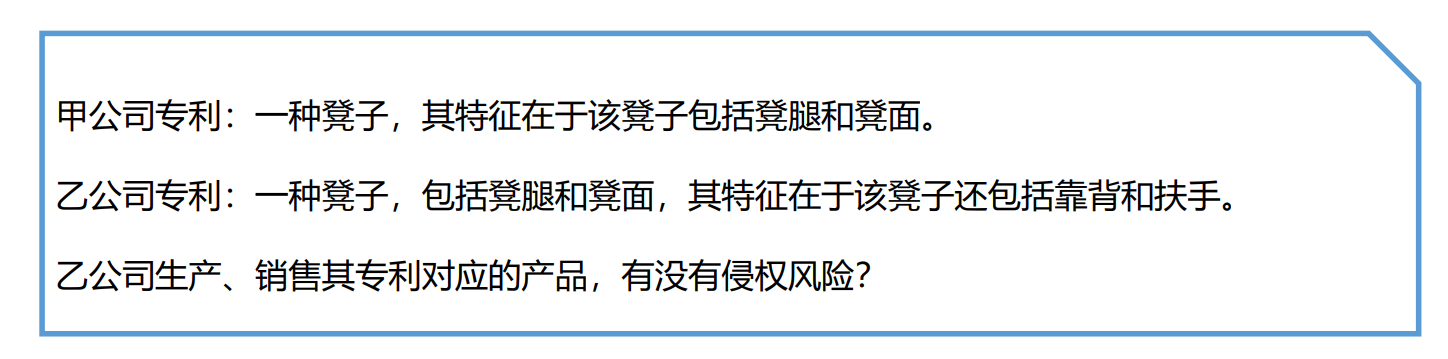 甲公司专利：一种凳子，其特征在于该凳子包括凳腿和凳面。
乙公司专利：一种凳子，包括凳腿和凳面，其特征在于该凳子还包括靠背和扶手。
乙公司生产、销售其专利对应的产品，有没有侵权风险？